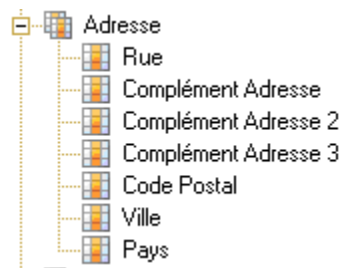 Adresse
Rue
Complément Adresse
Complément Adresse 2
Complément Adresse 3
Code Postal
Ville
Pays